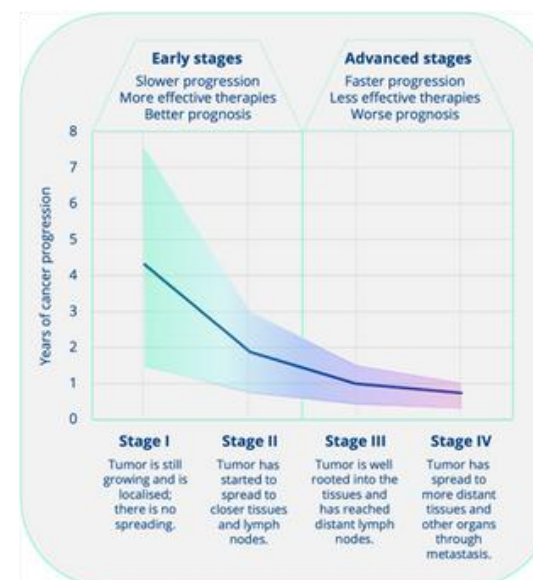 Early stages
Slower progression
More effective therapies
Better prognosis
Advanced stages
Faster progression
Less effective therapies
Worse prognosis
Years of cancer progression
8
7
6
5
4
3
2
1
0
Stage I
Tumor is still
growing and is
localised;
there is no
spreading.
Stage II
Tumor has
started to
spread to
closer tissues
and lymph
nodes.
Stage III
Tumor is well
rooted into the
tissues and
has reached
distant lymph
nodes.
Stage IV
Tumor has
spread to
more distant
tissues and
other organs
through
metastasis.